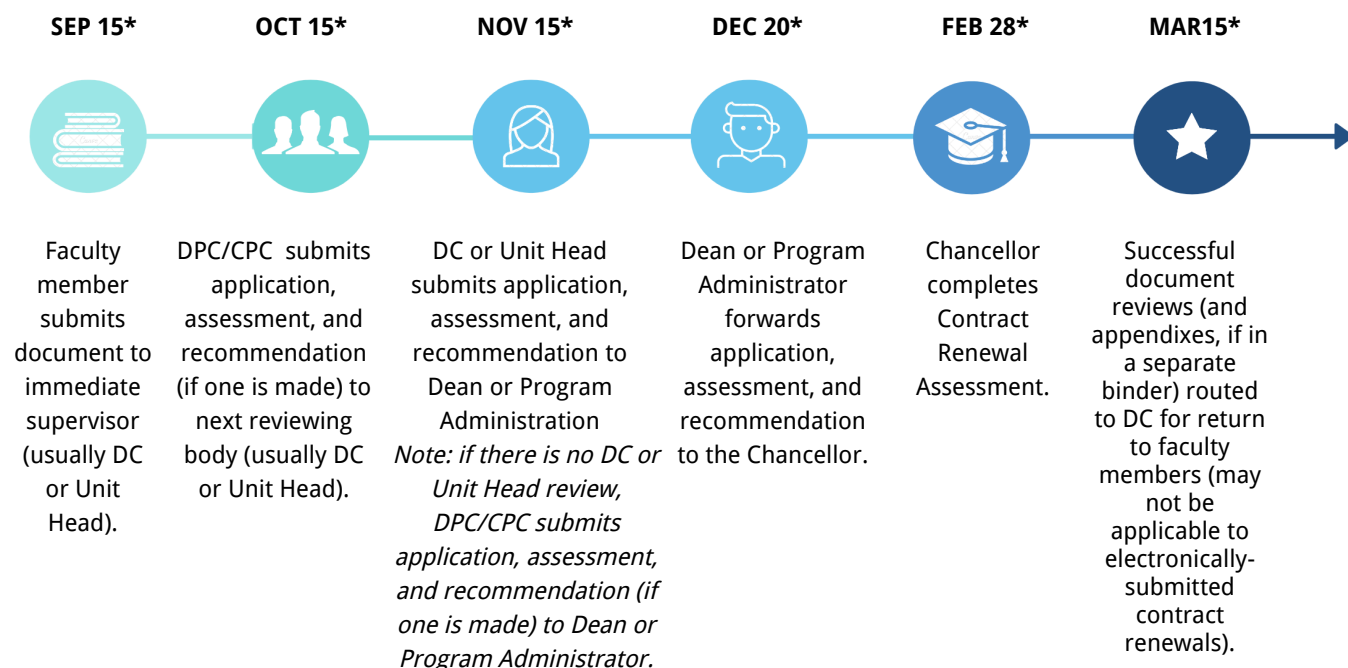 SEP 15*
OCT 15*
NOV 15*
DEC 20*
FEB 28*
MAR15*
Faculty
member
submits
document to
immediate
supervisor
(usually DC
or Unit
Head).
DPC/CPC submits
application,
assessment, and
recommendation
(if one is made) to
next reviewing
body (usually DC
or Unit Head).
DC or Unit Head
submits application,
assessment, and
recommendation to
Dean or Program
Administration
Note: if there is no DC or
Unit Head review,
DPC/CPC submits
application, assessment,
and recommendation (if
one is made) to Dean or
Program Administrator.
Dean or Program
Administrator
forwards
application,
assessment, and
recommendation
to the Chancellor.
Chancellor
completes
Contract
Renewal
Assessment.
Successful
document
reviews (and
appendixes, if in
a separate
binder) routed
to DC for return
to faculty
members (may
not be
applicable to
electronically-
submitted
contract
renewals).